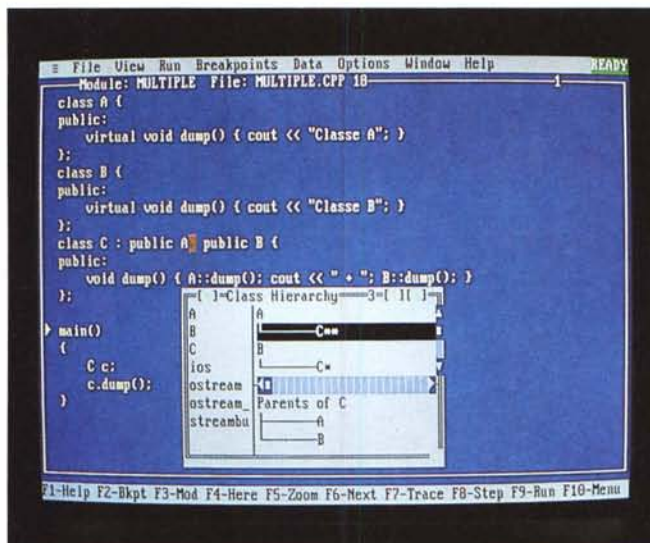 ≡ File View Run Breakpoints Data Options Window Help READY
Module: MULTIPLE File: MULTIPLE.CPP 18 1
class A {
public:
virtual void dump() { cout << "Classe A"; }
};
class B {
public:
virtual void dump() { cout << "Classe B"; }
};
class C : public A, public B {
public:
void dump() { A::dump(); cout << " + "; B::dump(); }
};
main()
{
C c;
c.dump();
}
[ ]=Class Hierarchy 3=[ ][ ]
A
B
C
ios
ostream
ostream_
streambu
A
C**
B
C*
Parents of C
A
B
F1-Help F2-Bkpt F3-Mod F4-Here F5-Zoom F6-Next F7-Trace F8-Step F9-Run F10-Menu